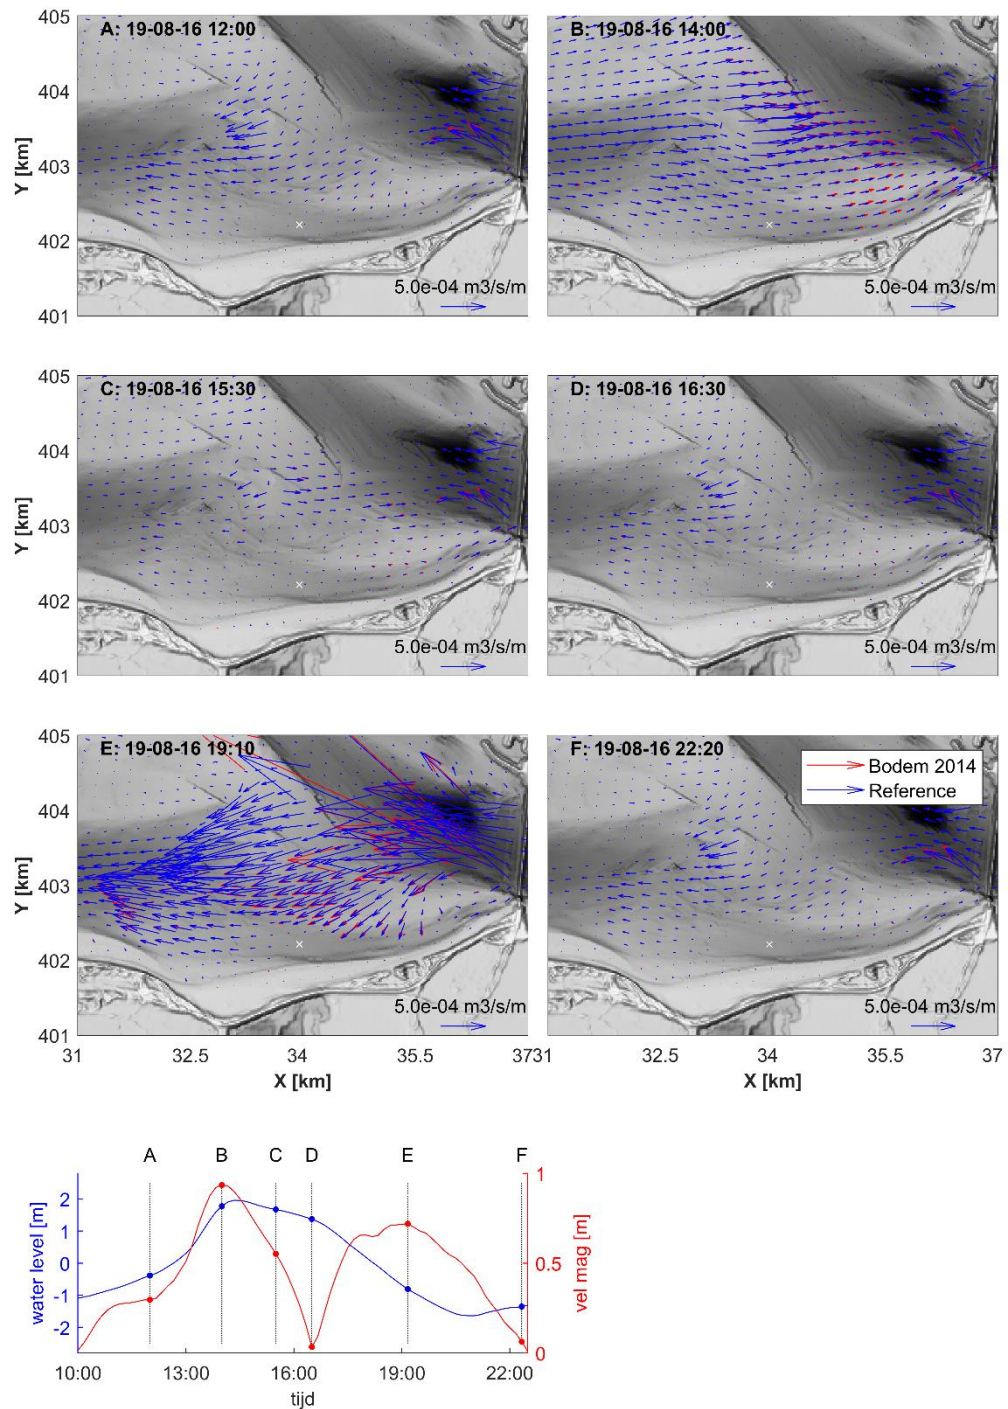 405
404
403
402
401
Y [km]
A: 19-08-16 12:00
5.0e-04 m3/s/m
B: 19-08-16 14:00
5.0e-04 m3/s/m
405
404
403
402
401
Y [km]
C: 19-08-16 15:30
5.0e-04 m3/s/m
D: 19-08-16 16:30
5.0e-04 m3/s/m
405
404
403
402
401
Y [km]
E: 19-08-16 19:10
5.0e-04 m3/s/m
31 32.5 34 35.5 37
X [km]
F: 19-08-16 22:20
Bodem 2014
Reference
5.0e-04 m3/s/m
31 32.5 34 35.5 37
X [km]
A B C D E F
water level [m]
2
1
0
-1
-2
1
0.5
0
vel mag [m]
10:00 13:00 16:00 19:00 22:00
tijd